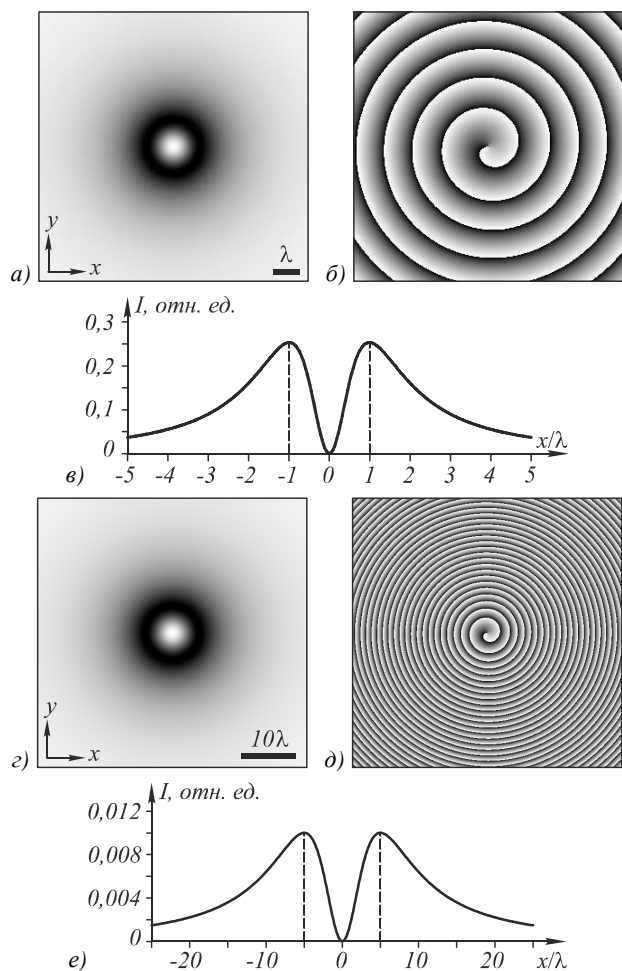 y
x
λ
а)
б)
I, отн. ед.
0,3
0,2
0,1
0
x/λ
-5 -4 -3 -2 -1 0 1 2 3 4 5
в)
y
x
10λ
г)
д)
I, отн. ед.
0,012
0,008
0,004
0
x/λ
-20 -10 0 10 20
е)